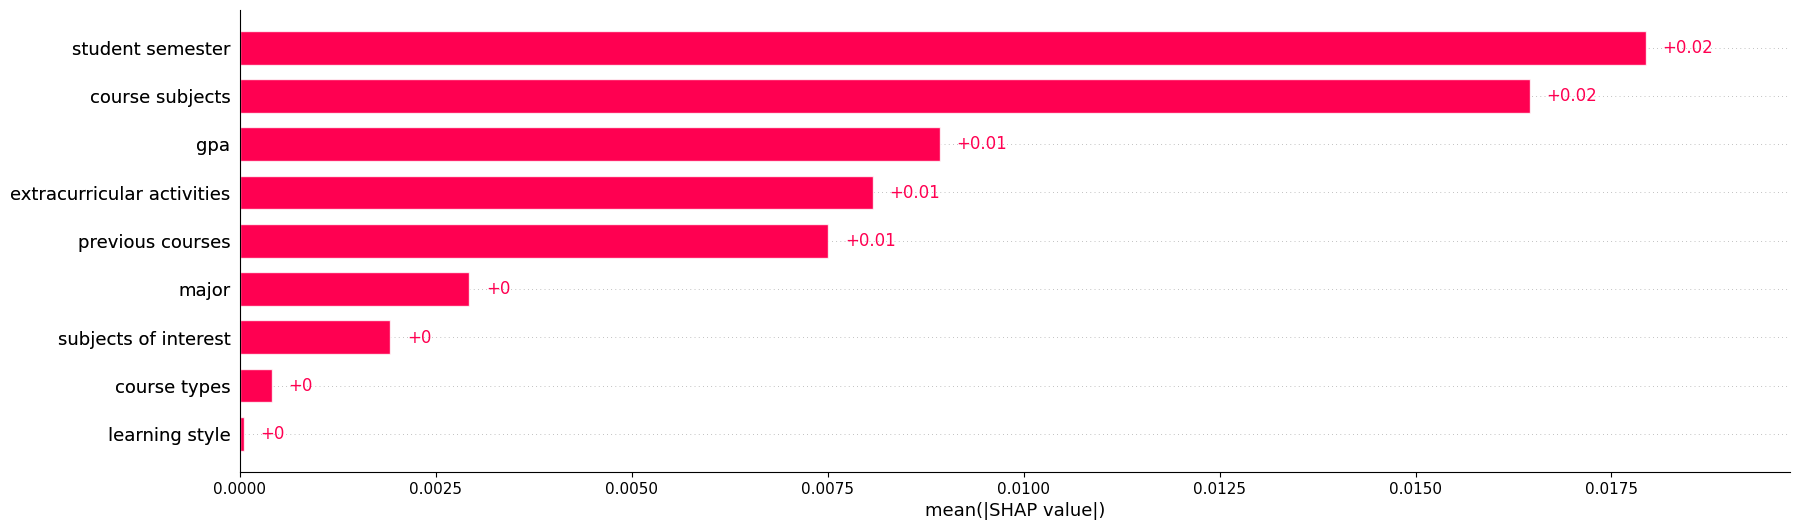 student semester +0.02
course subjects +0.02
gpa +0.01
extracurricular activities +0.01
previous courses +0.01
major +0
subjects of interest +0
course types +0
learning style +0
0.0000 0.0025 0.0050 0.0075 0.0100 0.0125 0.0150 0.0175
mean(|SHAP value|)